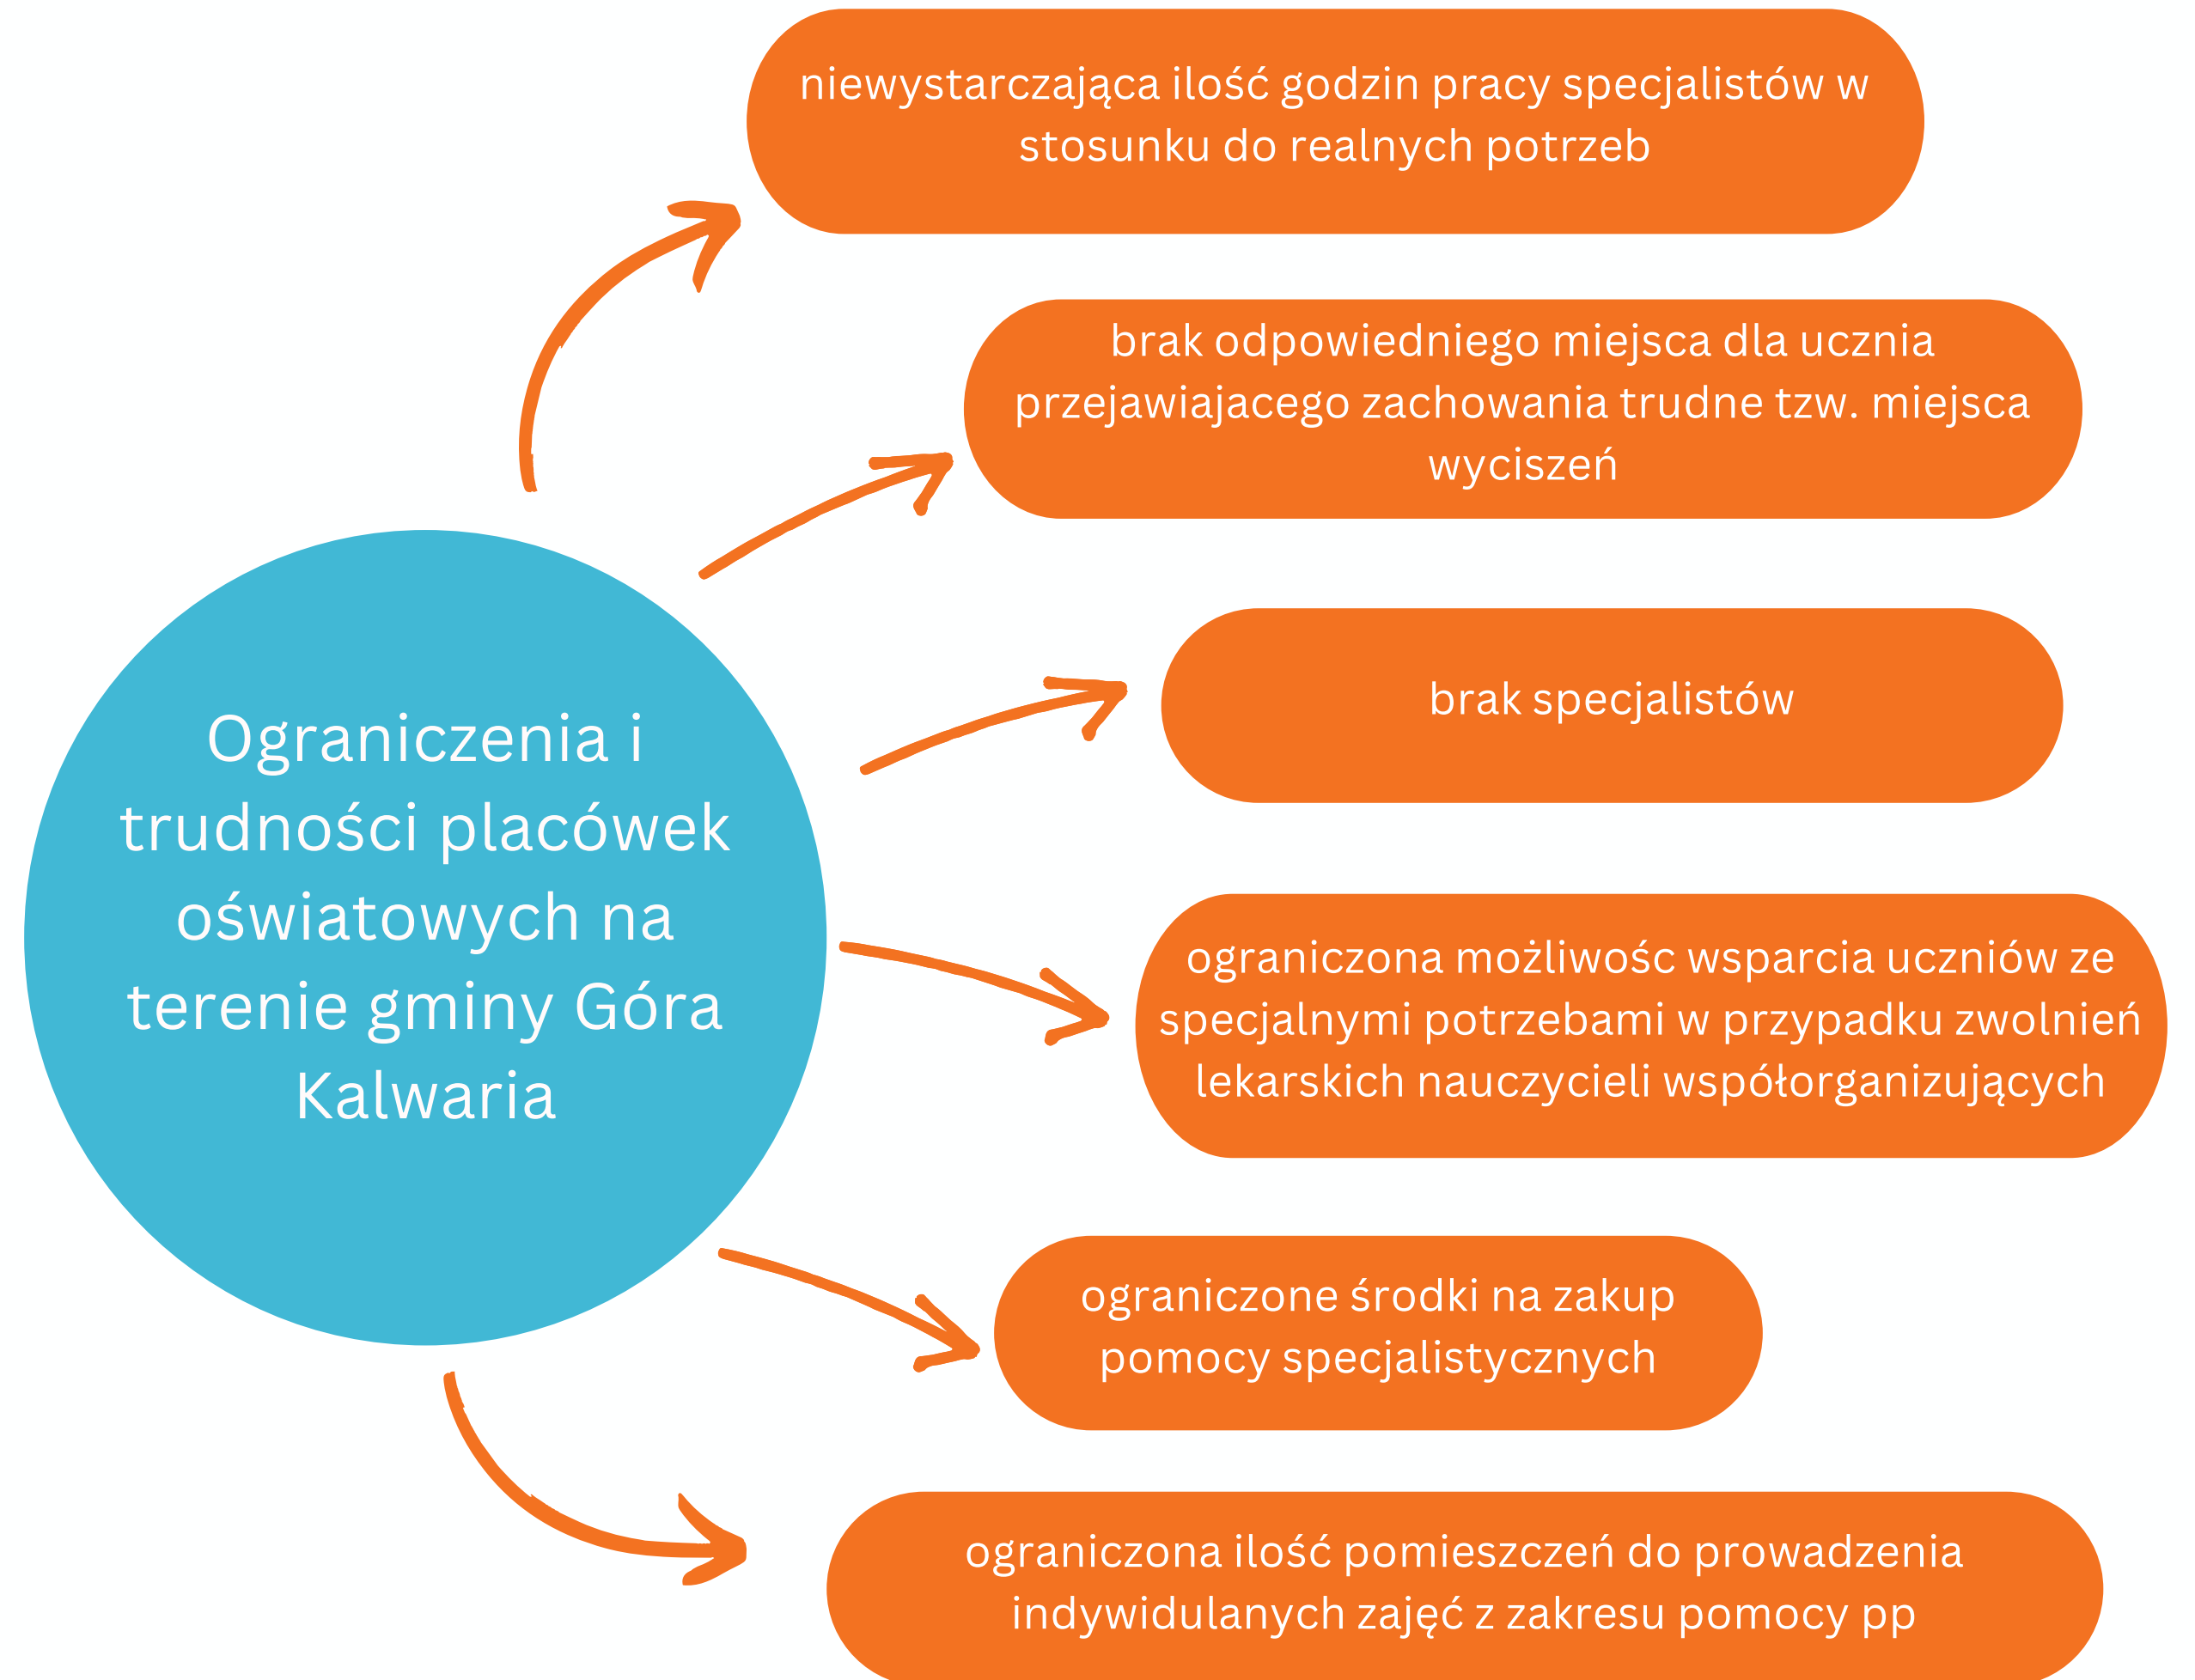 niewystarczająca ilość godzin pracy specjalistów w
stosunku do realnych potrzeb
brak odpowiedniego miejsca dla ucznia
przejawiajacego zachowania trudne tzw. miejsca
wyciszeń
brak specjalistów
Ograniczenia i
trudności placówek
oświatowych na
terenie gminy Góra
Kalwaria
ograniczona możliwośc wsparcia uczniów ze
specjalnymi potrzebami w przypadku zwolnień
lekarskich nauczycieli współorganizujących
ograniczone środki na zakup
pomocy specjalistycznych
ograniczona ilość pomieszczeń do prowadzenia
indywidulanych zajęć z zakresu pomocy pp